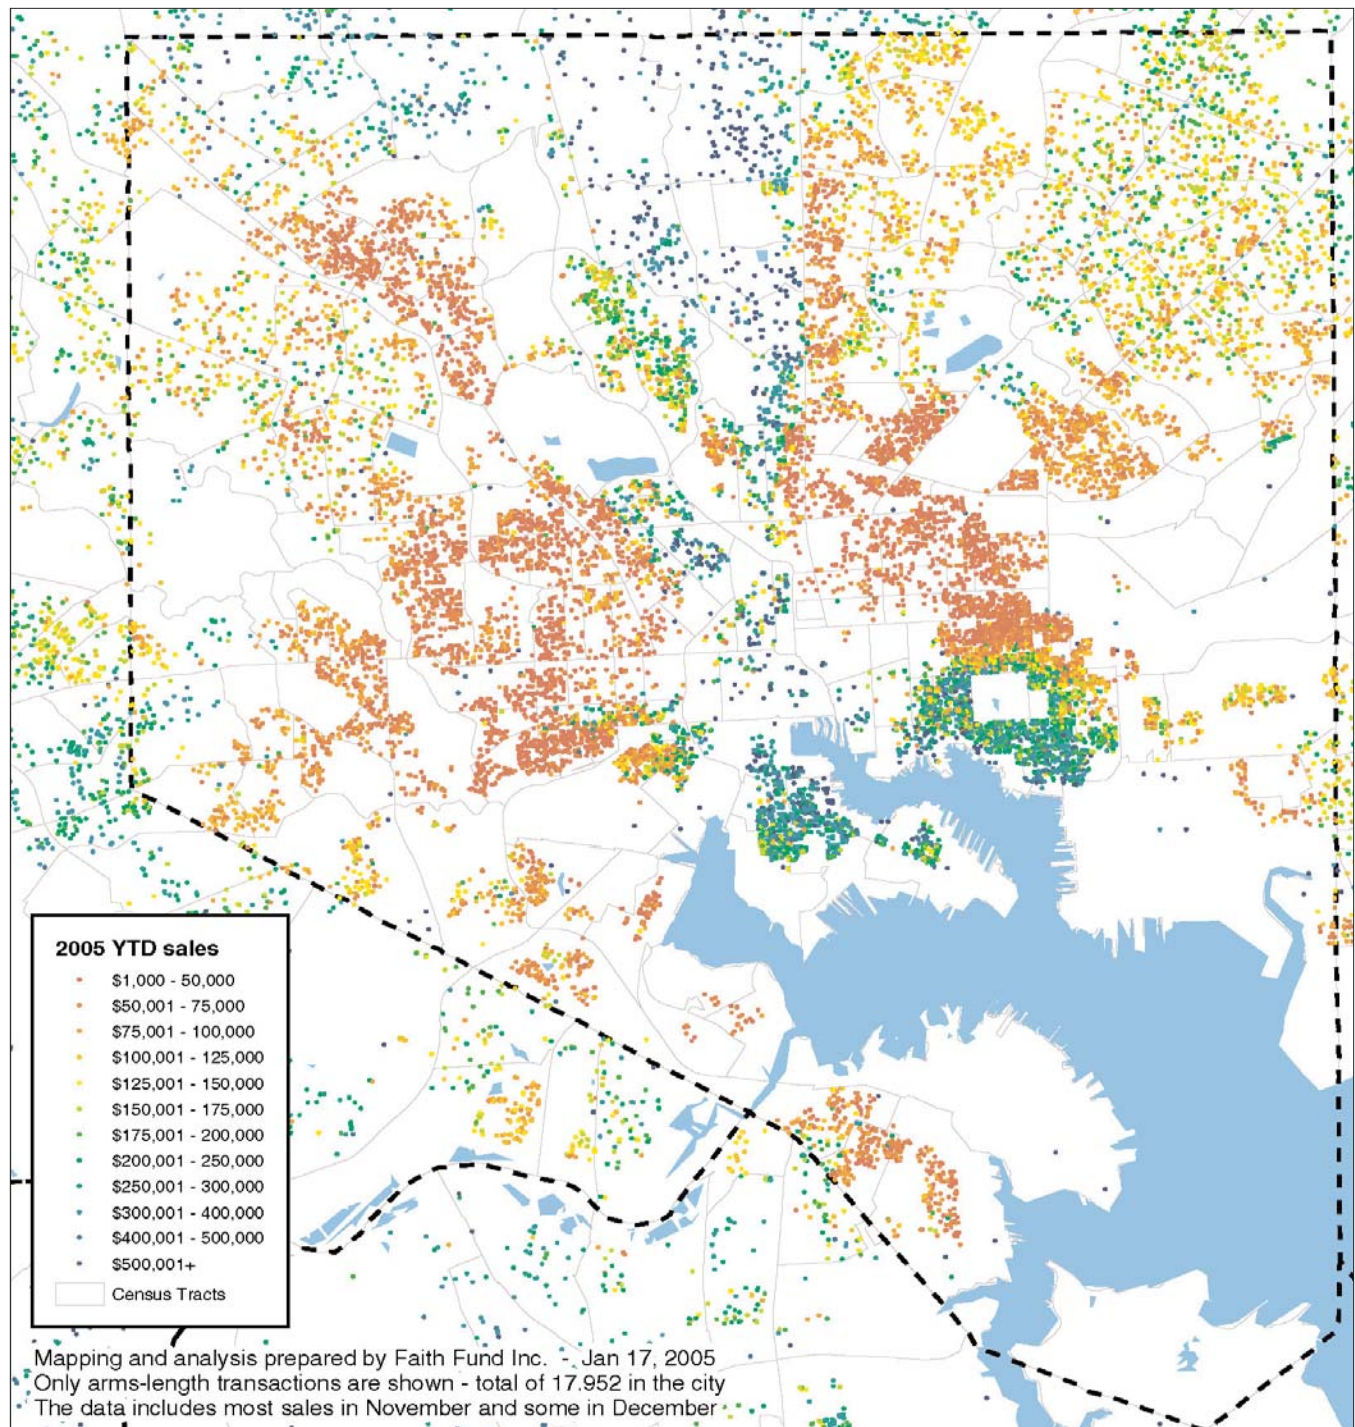 2005 YTD sales
$1,000 - 50,000
$50,001 - 75,000
$75,001 - 100,000
$100,001 - 125,000
$125,001 - 150,000
$150,001 - 175,000
$175,001 - 200,000
$200,001 - 250,000
$250,001 - 300,000
$300,001 - 400,000
$400,001 - 500,000
$500,001+
Census Tracts
Mapping and analysis prepared by Faith Fund Inc. - Jan 17, 2005
Only arms-length transactions are shown - total of 17.952 in the city
The data includes most sales in November and some in December